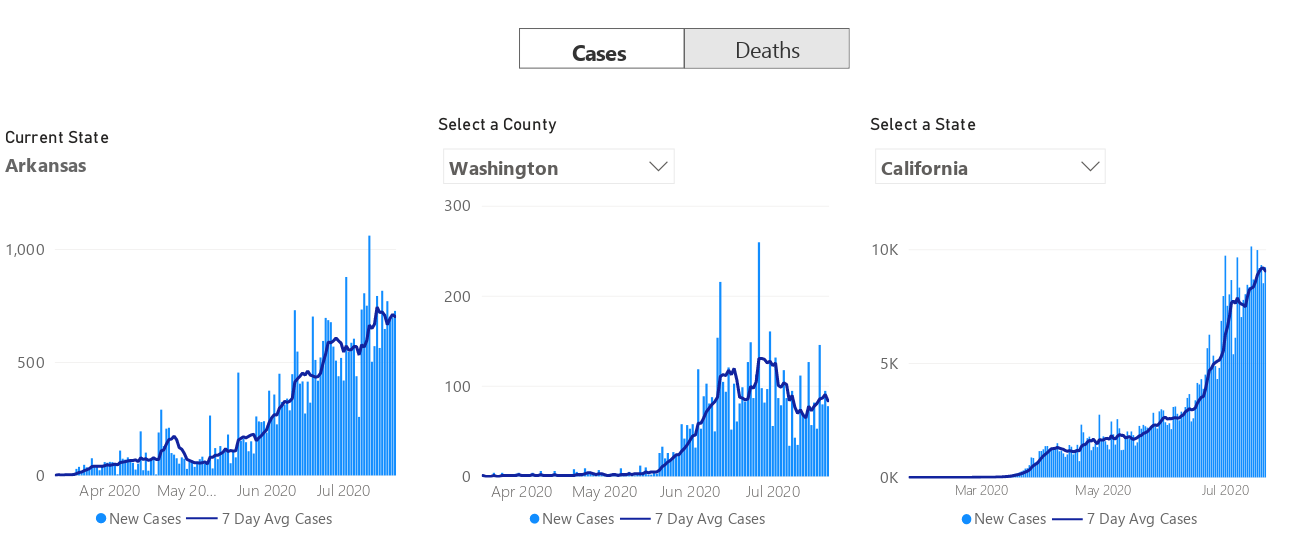 Cases
Deaths
Current State
Arkansas
1,000
500
0
Apr 2020
May 20...
Jun 2020
Jul 2020
New Cases
7 Day Avg Cases
Select a County
Washington
300
200
100
0
Apr 2020
May 2020
Jun 2020
Jul 2020
New Cases
7 Day Avg Cases
Select a State
California
10K
5K
0K
Mar 2020
May 2020
Jul 2020
New Cases
7 Day Avg Cases